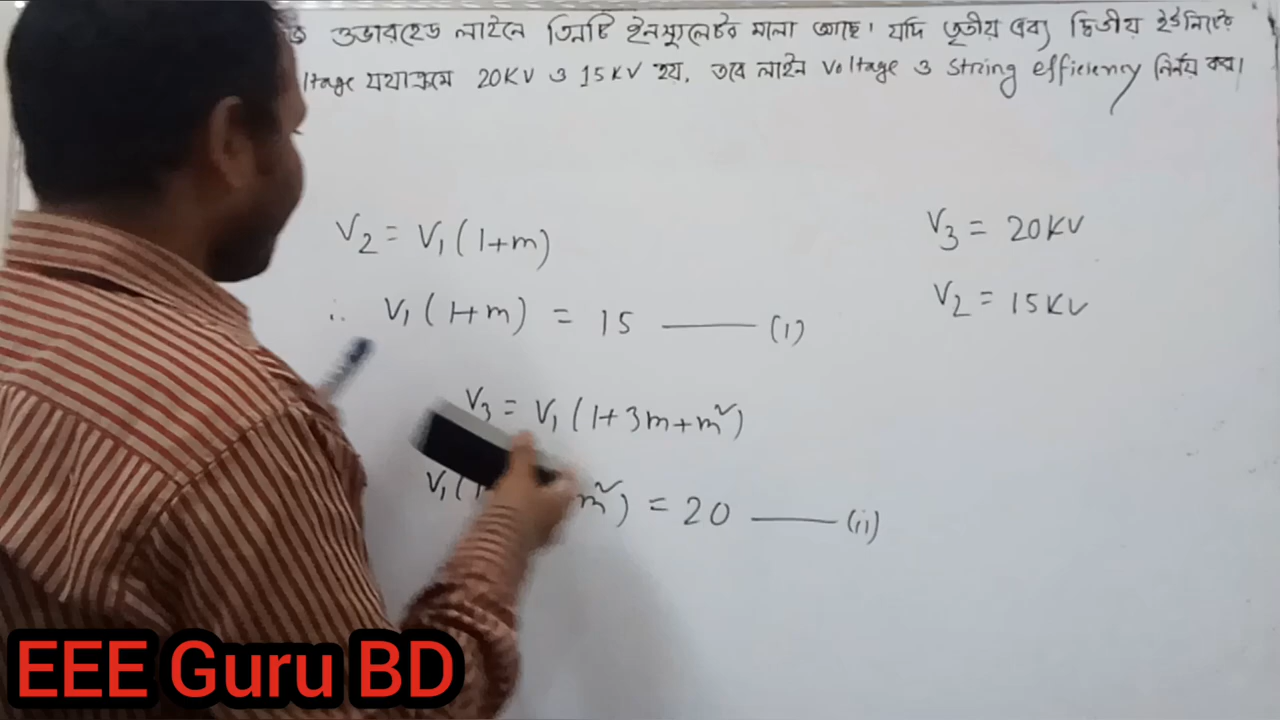 ওভারহেড লাইনে তিনটি ইনসুলেটর মালা আছে। যদি তৃতীয় এবং দ্বিতীয় ইউনিটের
ltage যথাক্রমে 20KV ও 15KV হয়, তবে লাইন voltage ও string efficiency নির্নয় কর।
V₂ = V₁(1+m)
∴ V₁(1+m) = 15 —— (i)
V₃ = V₁(1+3m+m²)
V₁( m²) = 20 —— (ii)
V₃ = 20KV
V₂ = 15KV
EEE Guru BD